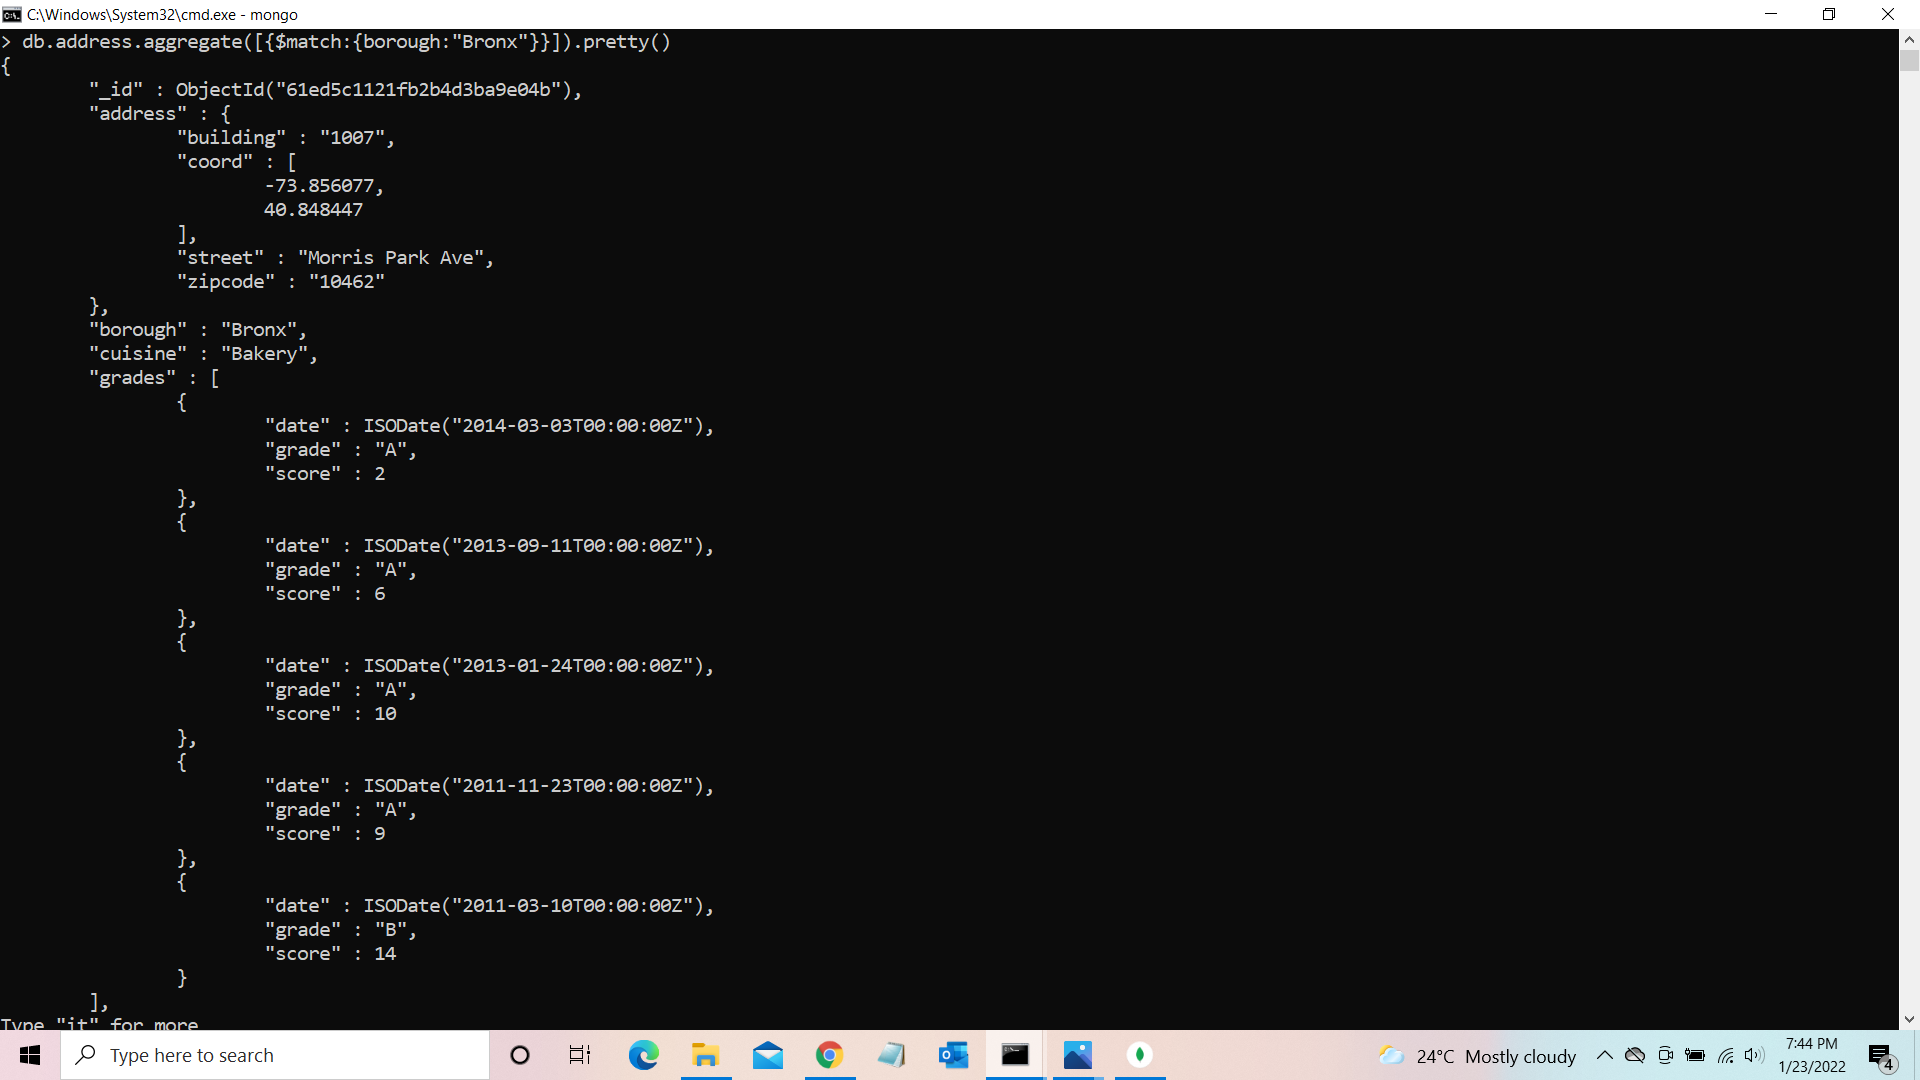 C:\Windows\System32\cmd.exe - mongo
> db.address.aggregate([{$match:{borough:"Bronx"}}]).pretty()
{
"_id" : ObjectId("61ed5c1121fb2b4d3ba9e04b"),
"address" : {
"building" : "1007",
"coord" : [
-73.856077,
40.848447
],
"street" : "Morris Park Ave",
"zipcode" : "10462"
},
"borough" : "Bronx",
"cuisine" : "Bakery",
"grades" : [
{
"date" : ISODate("2014-03-03T00:00:00Z"),
"grade" : "A",
"score" : 2
},
{
"date" : ISODate("2013-09-11T00:00:00Z"),
"grade" : "A",
"score" : 6
},
{
"date" : ISODate("2013-01-24T00:00:00Z"),
"grade" : "A",
"score" : 10
},
{
"date" : ISODate("2011-11-23T00:00:00Z"),
"grade" : "A",
"score" : 9
},
{
"date" : ISODate("2011-03-10T00:00:00Z"),
"grade" : "B",
"score" : 14
}
],
Type "it" for more
Type here to search
24°C Mostly cloudy
7:44 PM
1/23/2022
4